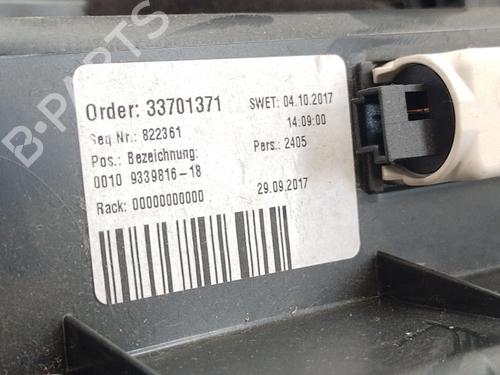 B-PARTS
Order: 33701371 SWET: 04.10.2017
Seq.Nr.: 822361 14:09:00
Pos.: Bezeichnung: Pers.: 2405
0010 9339816-18
Rack: 00000000000 29.09.2017